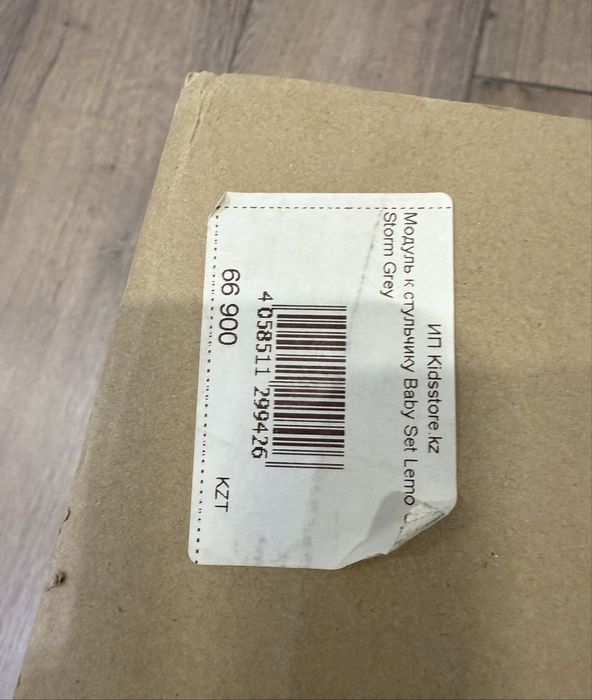 ИП Kidsstore.kz
Модуль к стульчику Baby Set Lemo
Storm Grey
4 058511 299426
66 900
KZT